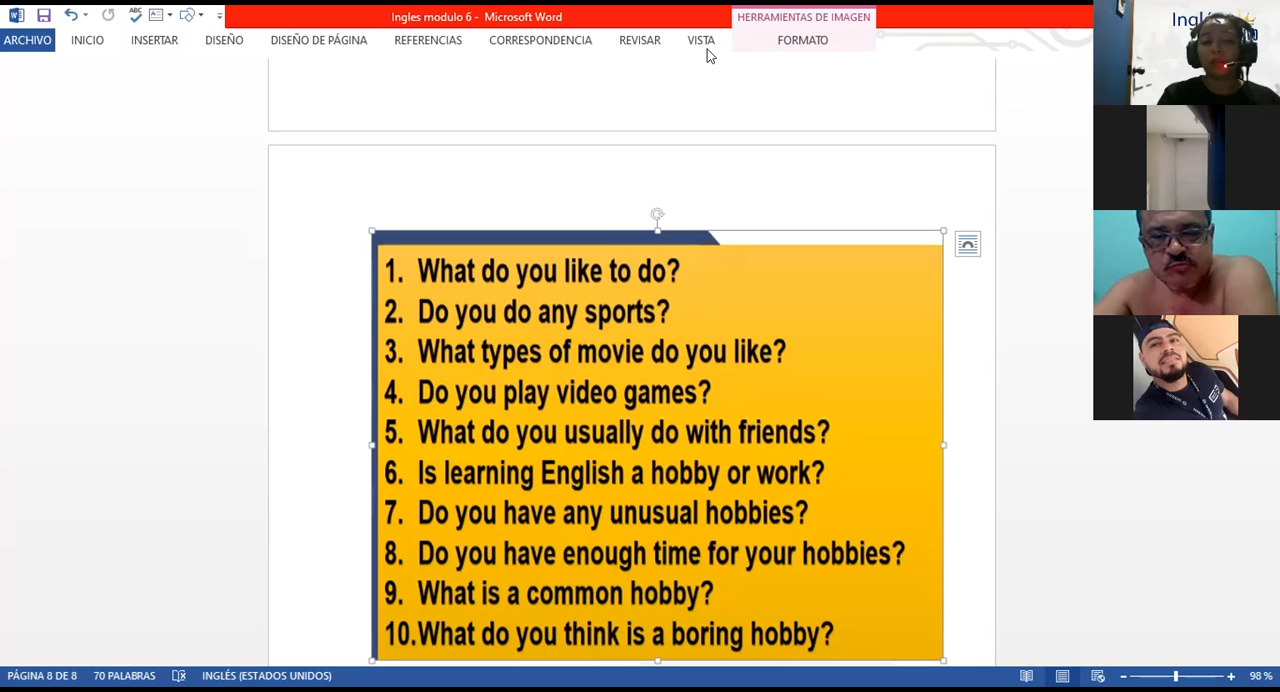 Ingles modulo 6 - Microsoft Word
HERRAMIENTAS DE IMAGEN
Inglés
ARCHIVO INICIO INSERTAR DISEÑO DISEÑO DE PÁGINA REFERENCIAS CORRESPONDENCIA REVISAR VISTA FORMATO
1. What do you like to do?
2. Do you do any sports?
3. What types of movie do you like?
4. Do you play video games?
5. What do you usually do with friends?
6. Is learning English a hobby or work?
7. Do you have any unusual hobbies?
8. Do you have enough time for your hobbies?
9. What is a common hobby?
10.What do you think is a boring hobby?
PÁGINA 8 DE 8 70 PALABRAS INGLÉS (ESTADOS UNIDOS) 98 %